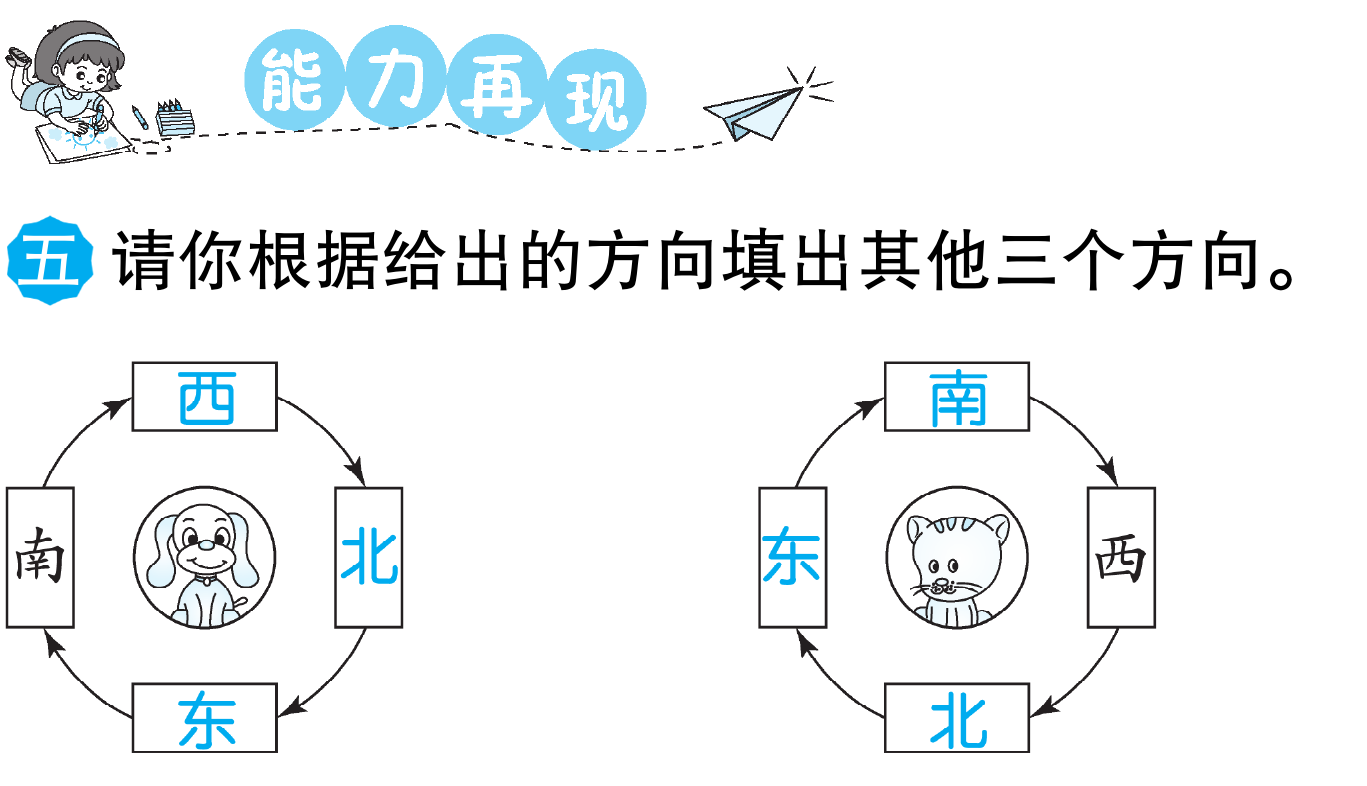 能力再现
五 请你根据给出的方向填出其他三个方向。
西 南
南 北 东 西
东 北